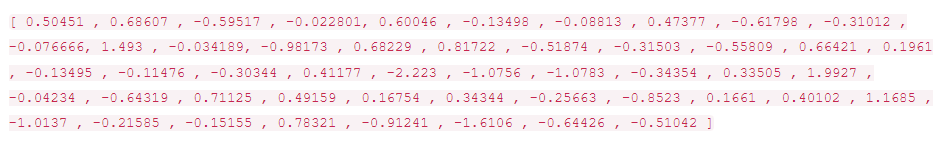 [ 0.50451 , 0.68607 , -0.59517 , -0.022801, 0.60046 , -0.13498 , -0.08813 , 0.47377 , -0.61798 , -0.31012 ,
-0.076666, 1.493 , -0.034189, -0.98173 , 0.68229 , 0.81722 , -0.51874 , -0.31503 , -0.55809 , 0.66421 , 0.1961
, -0.13495 , -0.11476 , -0.30344 , 0.41177 , -2.223 , -1.0756 , -1.0783 , -0.34354 , 0.33505 , 1.9927 ,
-0.04234 , -0.64319 , 0.71125 , 0.49159 , 0.16754 , 0.34344 , -0.25663 , -0.8523 , 0.1661 , 0.40102 , 1.1685 ,
-1.0137 , -0.21585 , -0.15155 , 0.78321 , -0.91241 , -1.6106 , -0.64426 , -0.51042 ]